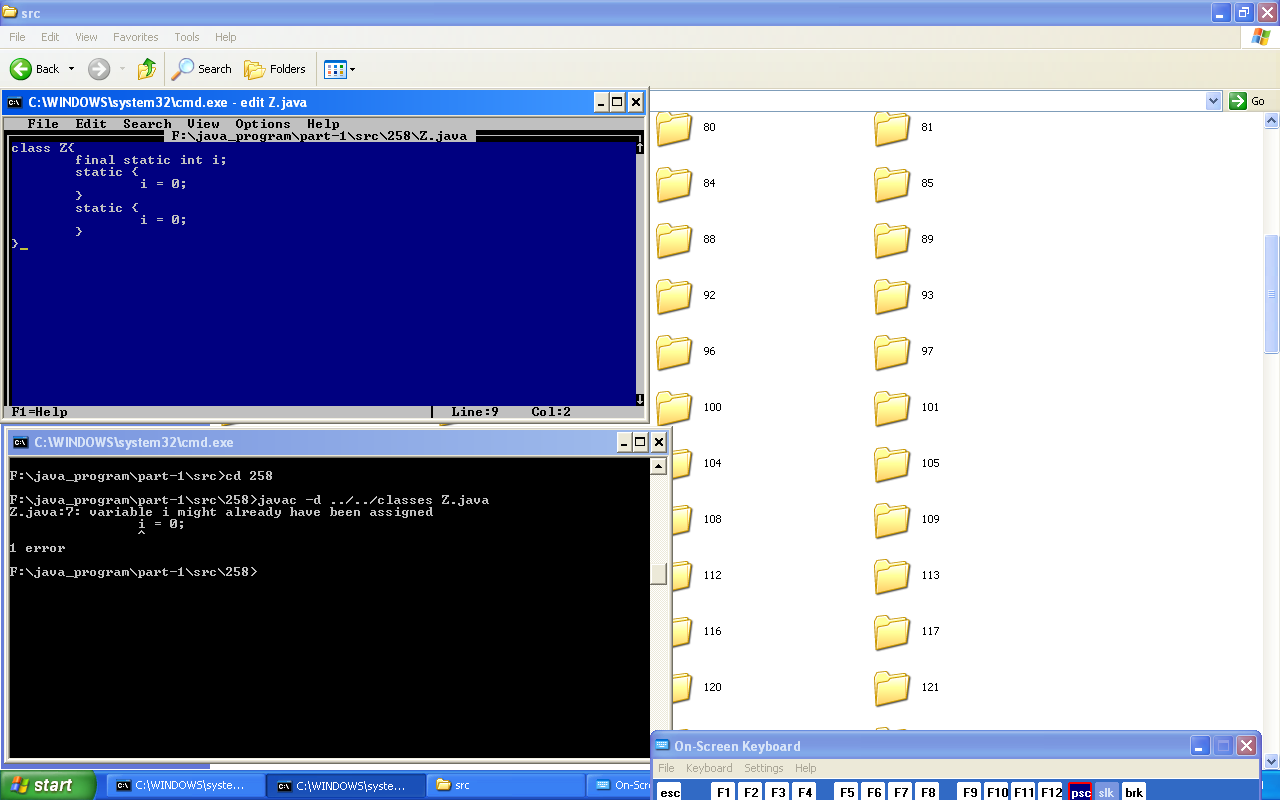 src
File Edit View Favorites Tools Help
Back Search Folders
Go
C:\WINDOWS\system32\cmd.exe - edit Z.java
File Edit Search View Options Help
F:\java_program\part-1\src\258\Z.java
class Z{
final static int i;
static {
i = 0;
}
static {
i = 0;
}
}_
F1=Help Line:9 Col:2
80 81
84 85
88 89
92 93
96 97
100 101
104 105
108 109
112 113
116 117
120 121
C:\WINDOWS\system32\cmd.exe
F:\java_program\part-1\src>cd 258
F:\java_program\part-1\src\258>javac -d ../../classes Z.java
Z.java:7: variable i might already have been assigned
i = 0;
^
1 error
F:\java_program\part-1\src\258>
On-Screen Keyboard
File Keyboard Settings Help
esc F1 F2 F3 F4 F5 F6 F7 F8 F9 F10 F11 F12 psc slk brk
start C:\WINDOWS\syste... C:\WINDOWS\syste... src On-Scre